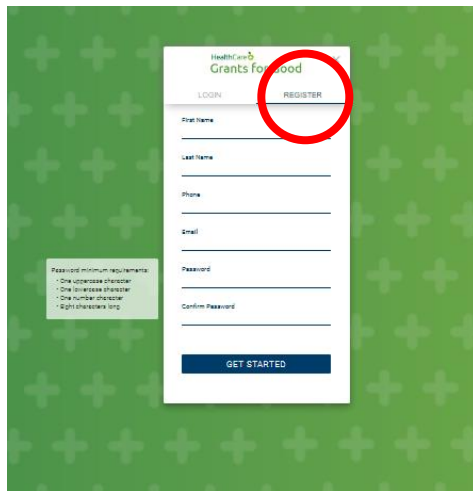 HealthCare
Grants for Good
LOGIN
REGISTER
First Name
Last Name
Phone
Email
Password
Password minimum requirements:
• One uppercase character
• One lowercase character
• One number character
• Eight characters long
Confirm Password
GET STARTED